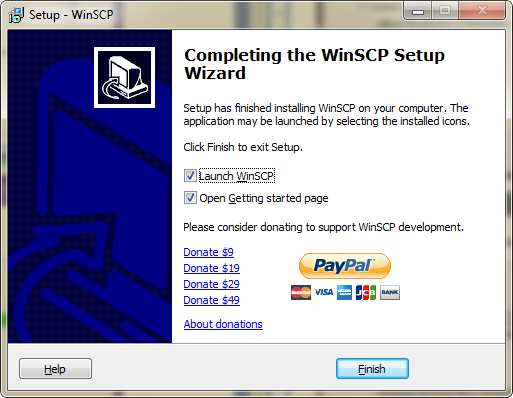 Setup - WinSCP
Completing the WinSCP Setup
Wizard
Setup has finished installing WinSCP on your computer. The
application may be launched by selecting the installed icons.
Click Finish to exit Setup.
Launch WinSCP
Open Getting started page
Please consider donating to support WinSCP development.
Donate $9
Donate $19
Donate $29
Donate $49
PayPal
MasterCard VISA AMEX JCB BANK
About donations
Help
Finish